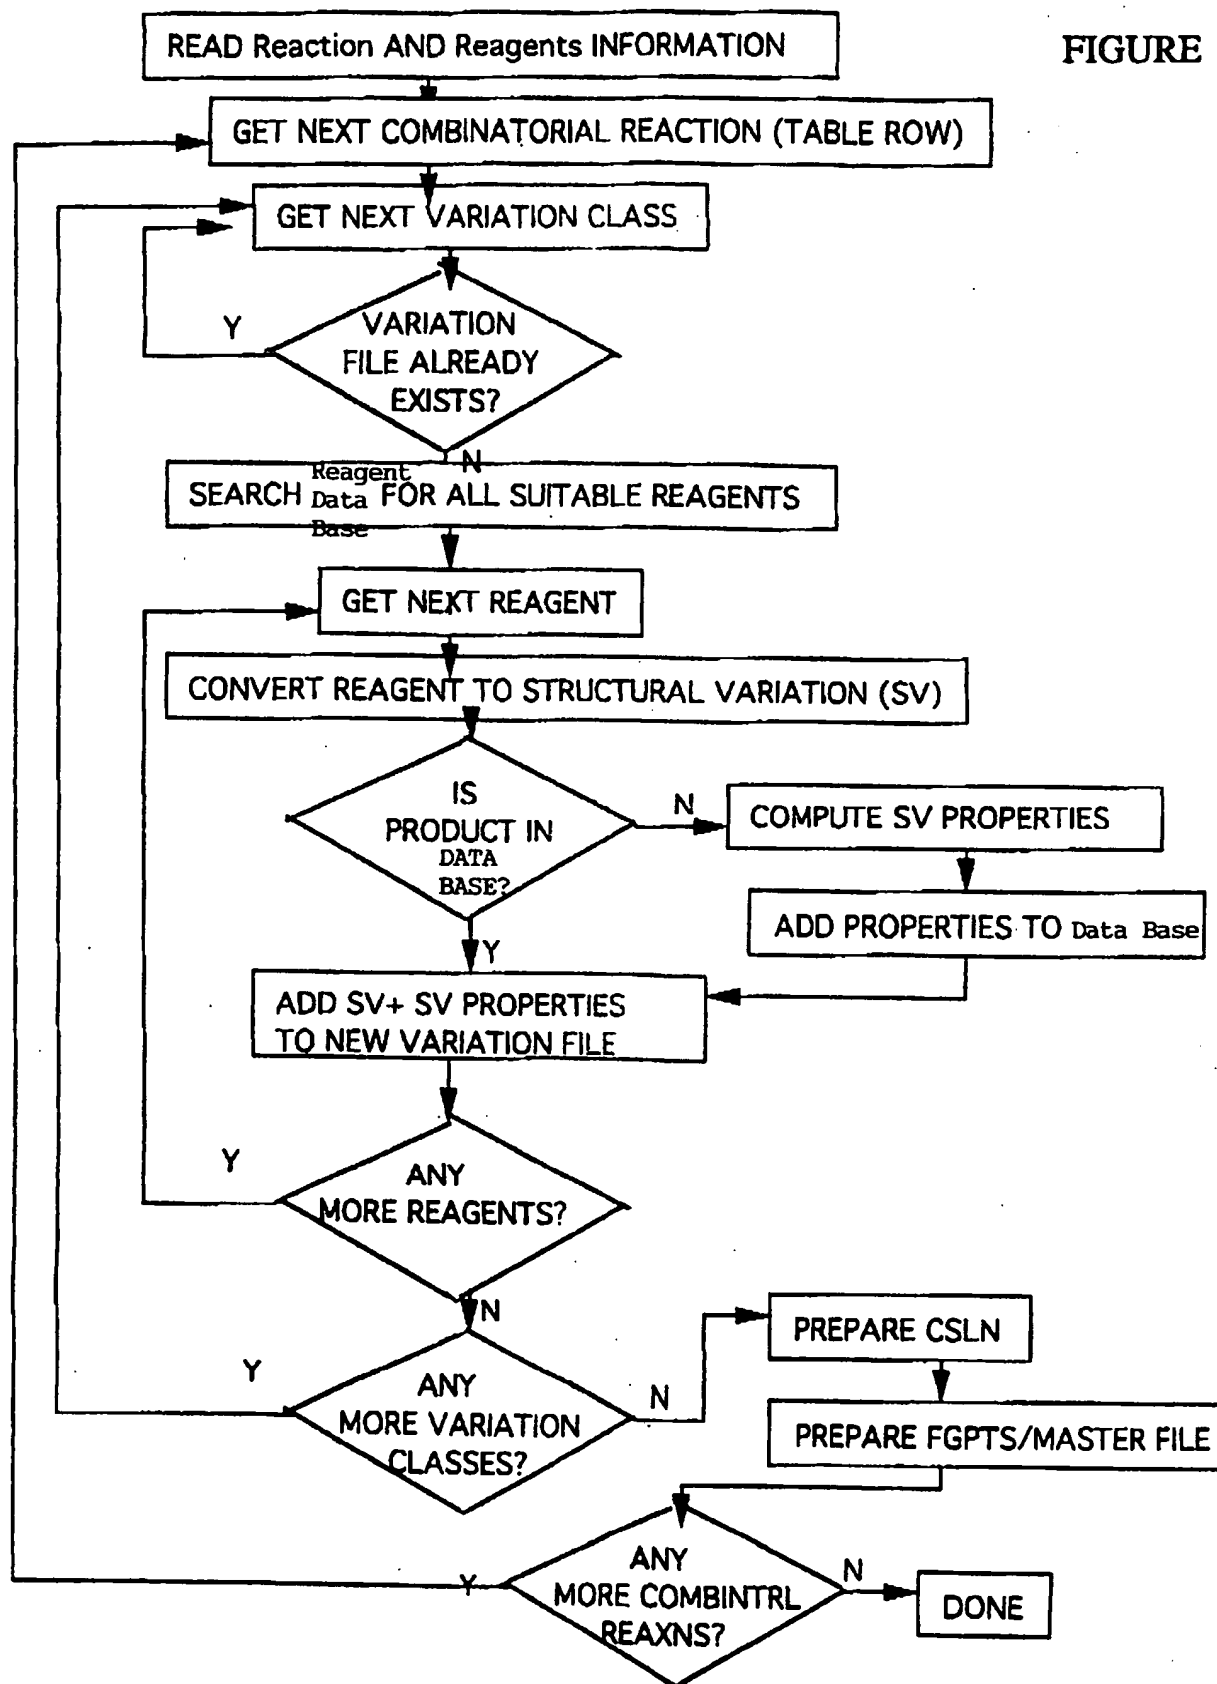 READ Reaction AND Reagents INFORMATION
FIGURE
GET NEXT COMBINATORIAL REACTION (TABLE ROW)
GET NEXT VARIATION CLASS
Y
VARIATION
FILE ALREADY
EXISTS?
N
SEARCH Reagent Data Base FOR ALL SUITABLE REAGENTS
GET NEXT REAGENT
CONVERT REAGENT TO STRUCTURAL VARIATION (SV)
IS
PRODUCT IN
DATA
BASE?
N
COMPUTE SV PROPERTIES
ADD PROPERTIES TO Data Base
Y
ADD SV+ SV PROPERTIES
TO NEW VARIATION FILE
Y
ANY
MORE REAGENTS?
N
PREPARE CSLN
Y
ANY
MORE VARIATION
CLASSES?
N
PREPARE FGPTS/MASTER FILE
Y
ANY
MORE COMBINTRL
REAXNS?
N
DONE